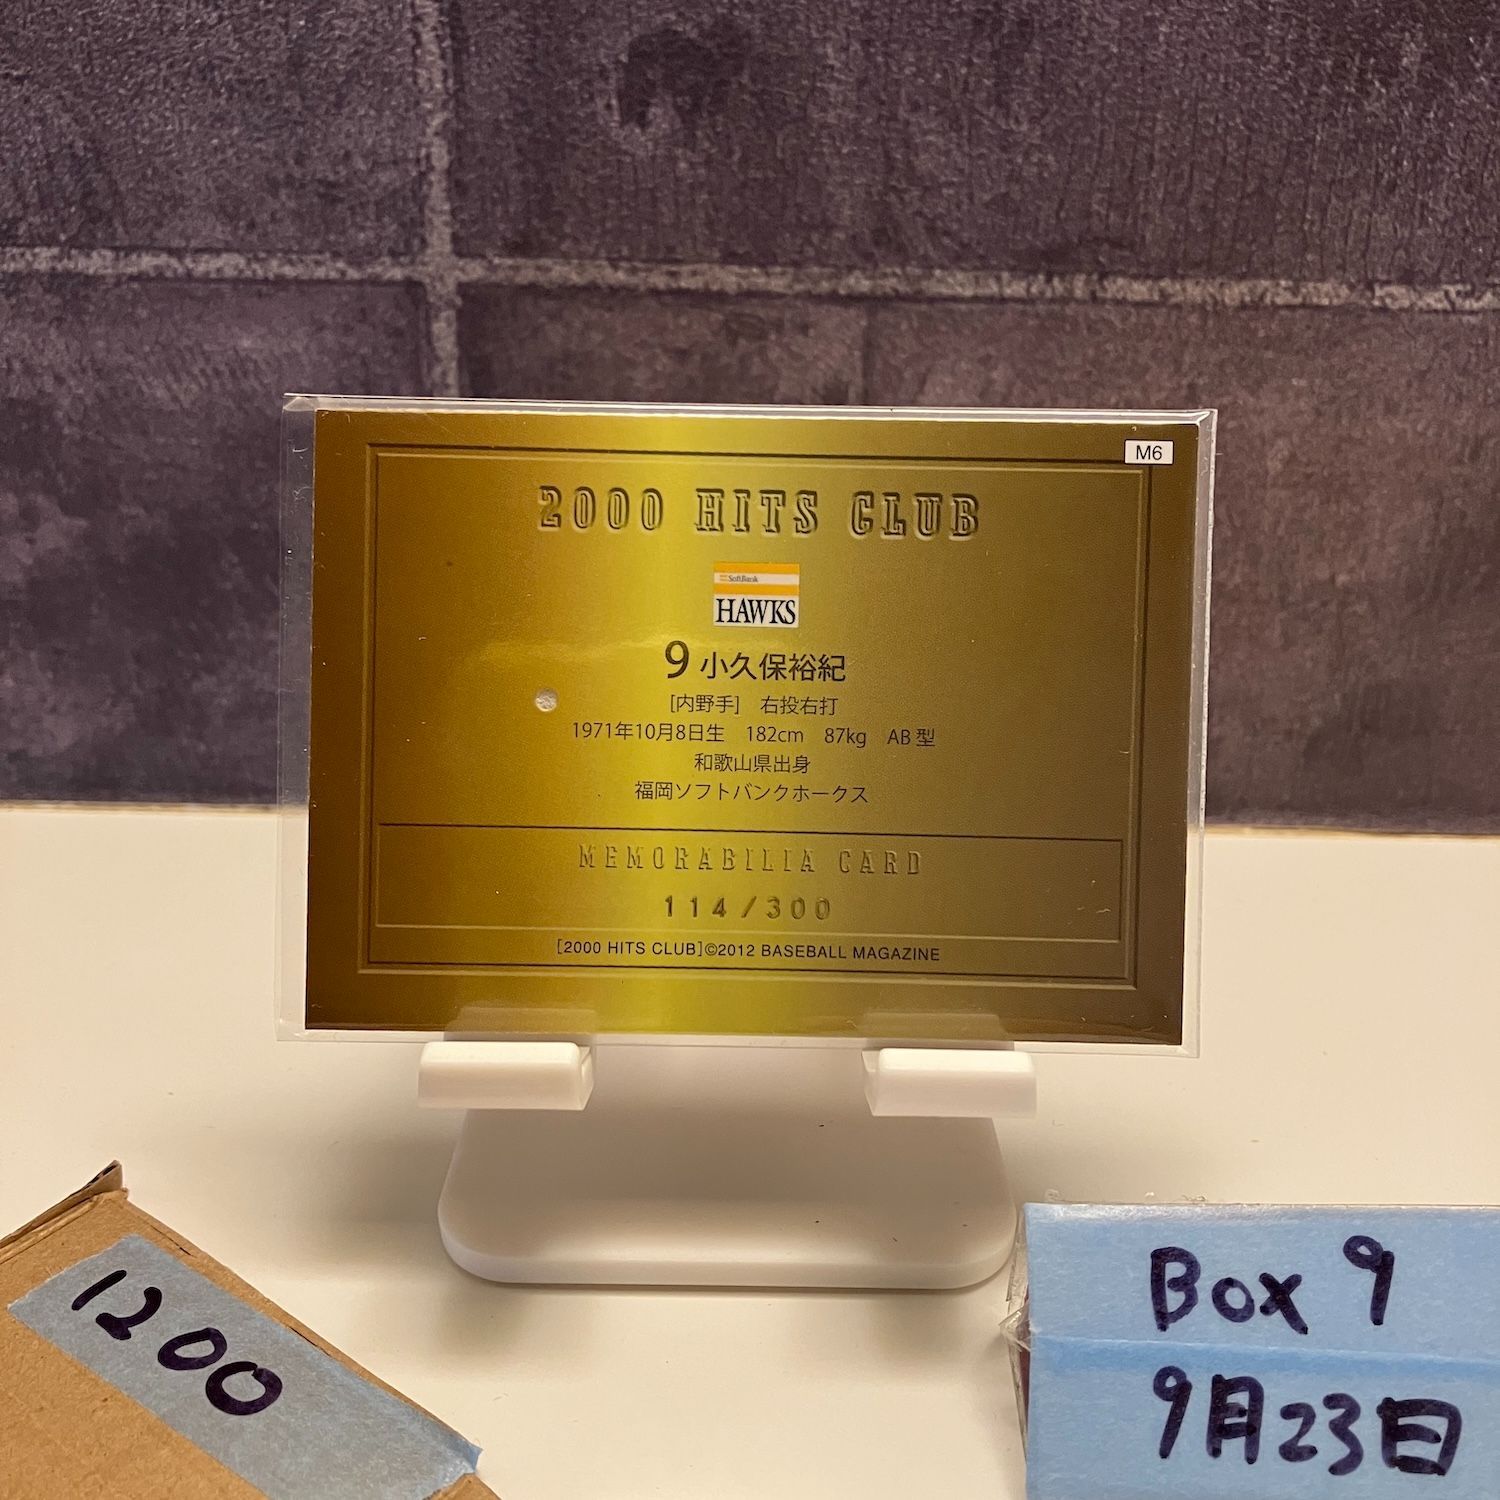 M6
2000 HITS CLUB
SoftBank
HAWKS
9 小久保裕紀
[内野手] 右投右打
1971年10月8日生 182cm 87kg AB型
和歌山県出身
福岡ソフトバンクホークス
MEMORABILIA CARD
114/300
[2000 HITS CLUB]©2012 BASEBALL MAGAZINE
1200
Box 9
9月23日